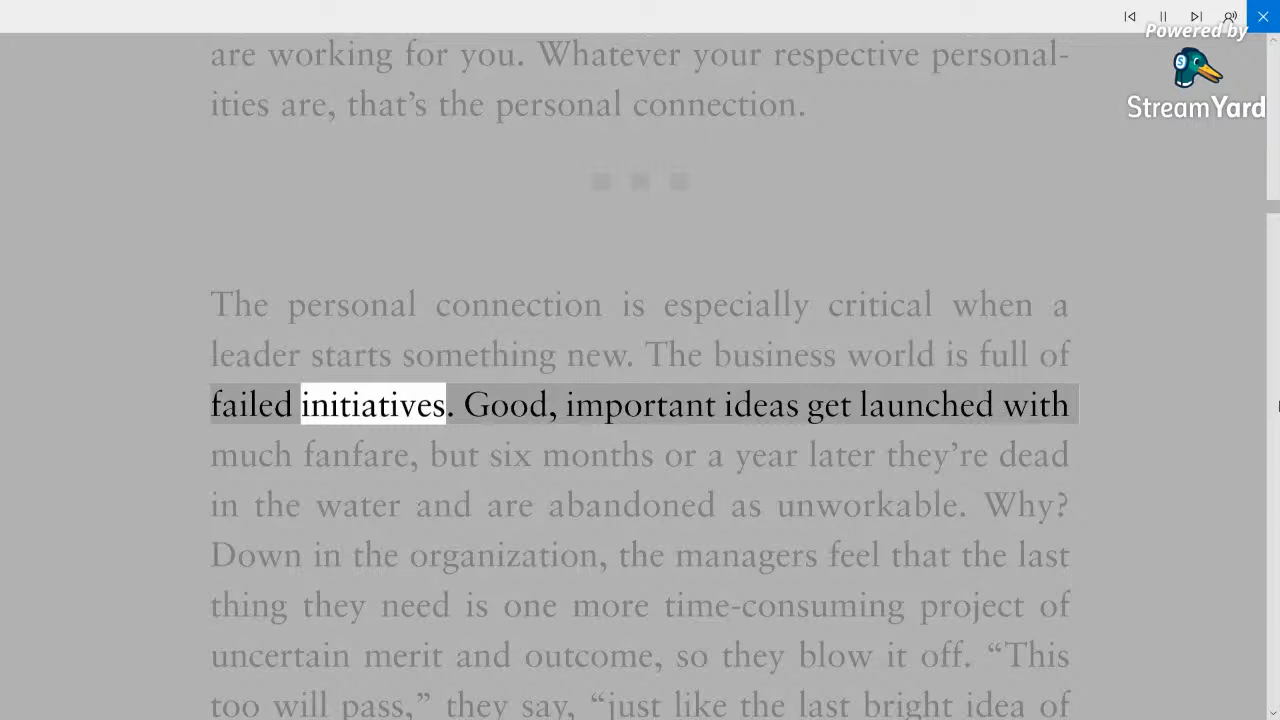 Powered by
StreamYard
are working for you. Whatever your respective personal-
ities are, that’s the personal connection.
The personal connection is especially critical when a
leader starts something new. The business world is full of
failed initiatives. Good, important ideas get launched with
much fanfare, but six months or a year later they’re dead
in the water and are abandoned as unworkable. Why?
Down in the organization, the managers feel that the last
thing they need is one more time-consuming project of
uncertain merit and outcome, so they blow it off. “This
too will pass,” they say, “just like the last bright idea of